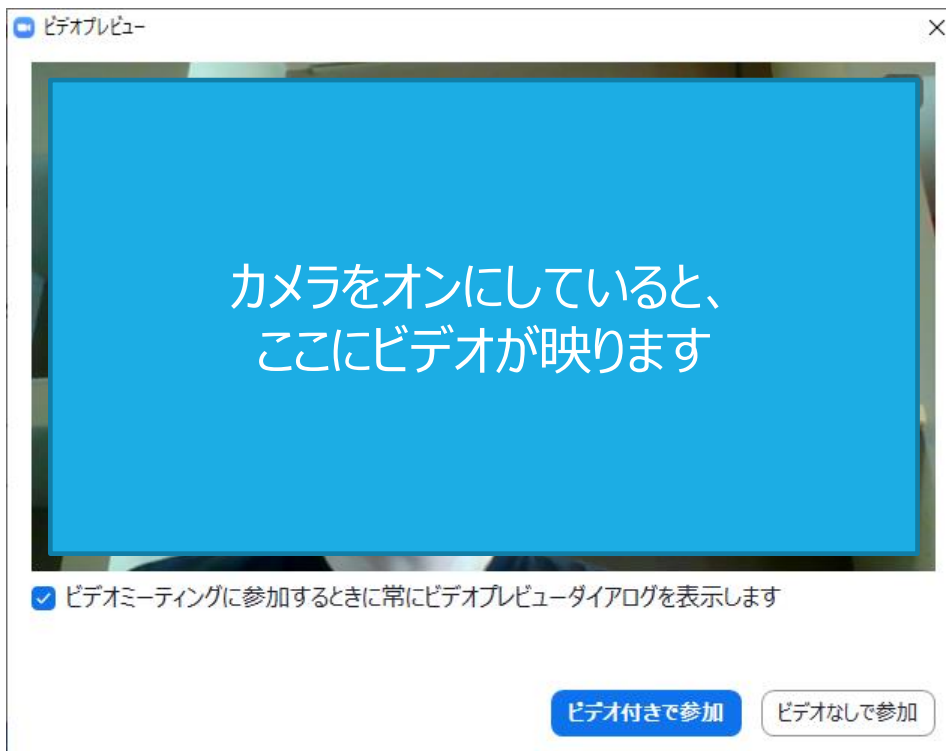 ビデオプレビュー
カメラをオンにしていると、
ここにビデオが映ります
ビデオミーティングに参加するときに常にビデオプレビューダイアログを表示します
ビデオ付きで参加
ビデオなしで参加